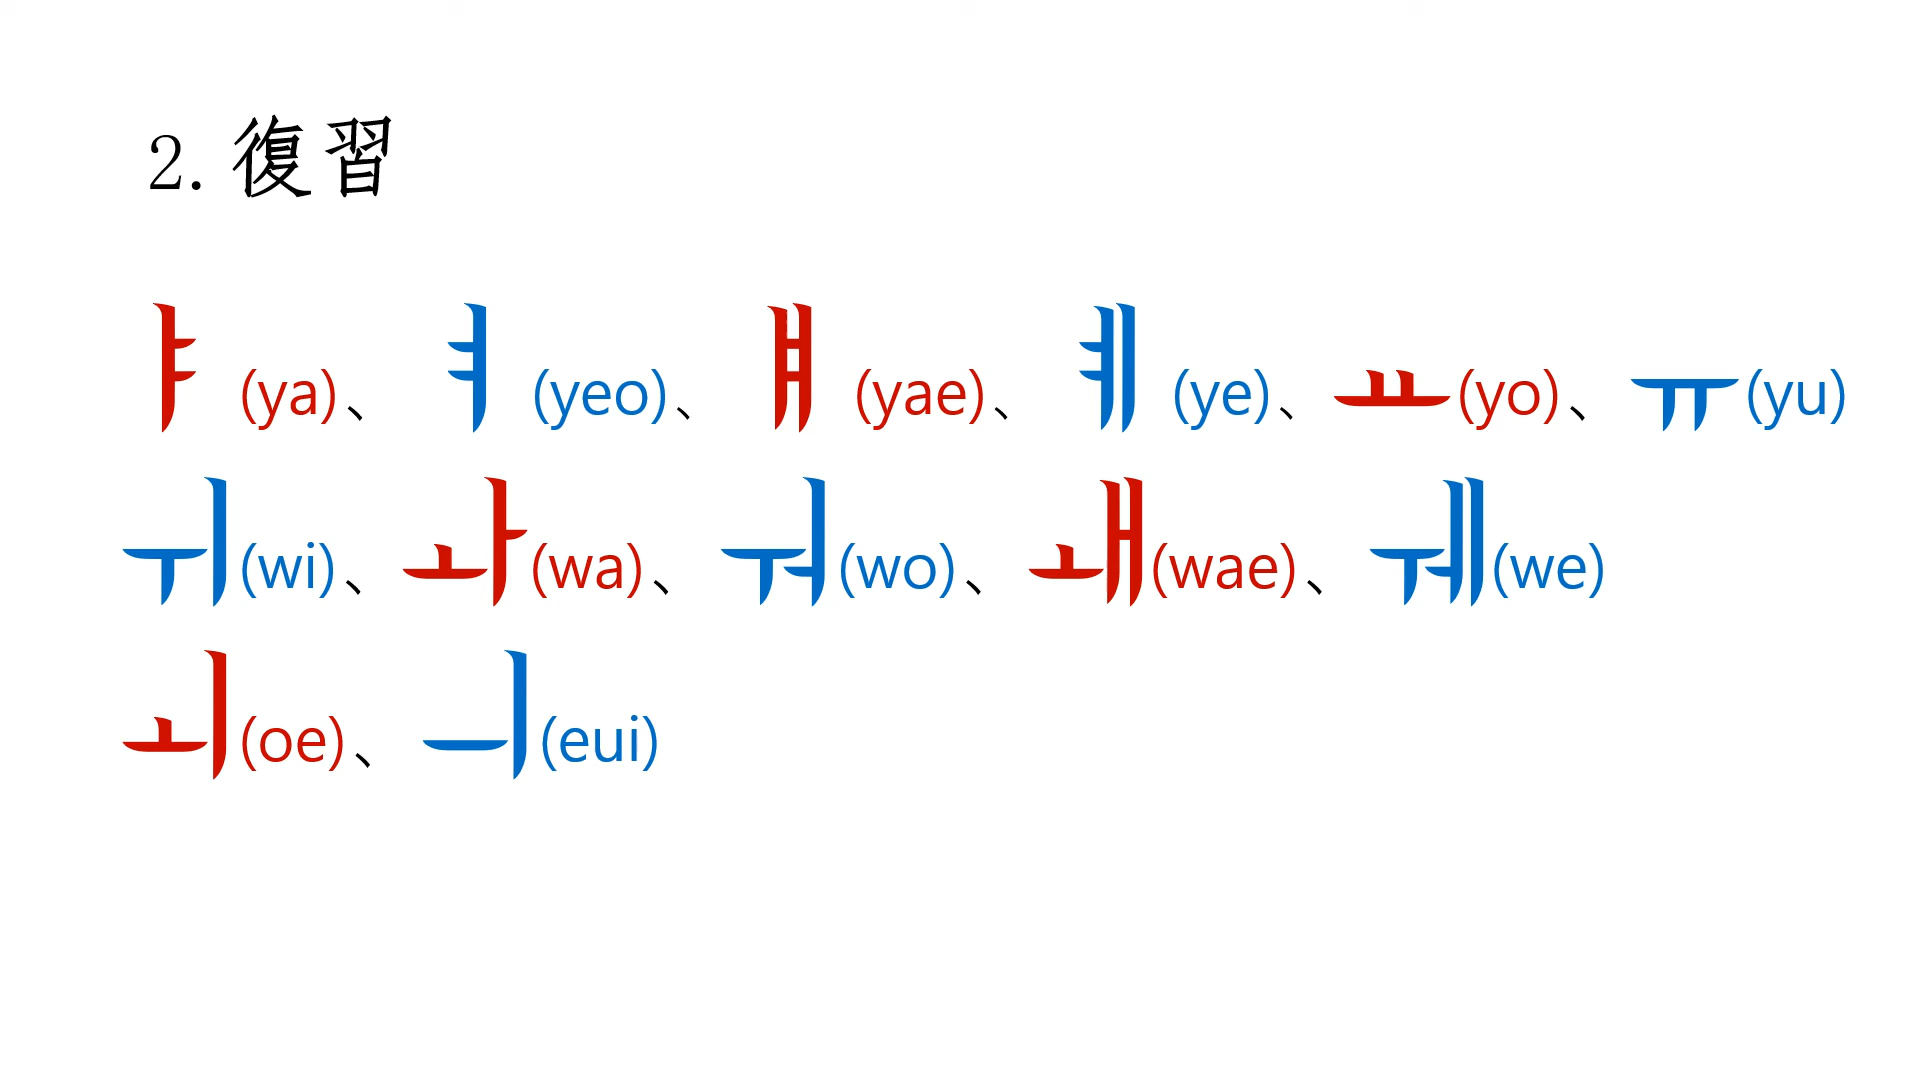 2. 復習
ㅑ(ya)、ㅕ(yeo)、ㅒ(yae)、ㅖ(ye)、ㅛ(yo)、ㅠ(yu)
ㅟ(wi)、ㅘ(wa)、ㅝ(wo)、ㅙ(wae)、ㅞ(we)
ㅚ(oe)、ㅢ(eui)